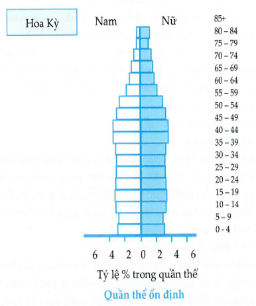 Hoa Kỳ
Nam
Nữ
85+
80 – 84
75 – 79
70 – 74
65 – 69
60 – 64
55 – 59
50 – 54
45 – 49
40 – 44
35 – 39
30 – 34
25 – 29
20 – 24
15 – 19
10 – 14
5 – 9
0 - 4
6 4 2 0 2 4 6
Tỷ lệ % trong quần thể
Quần thể ổn định